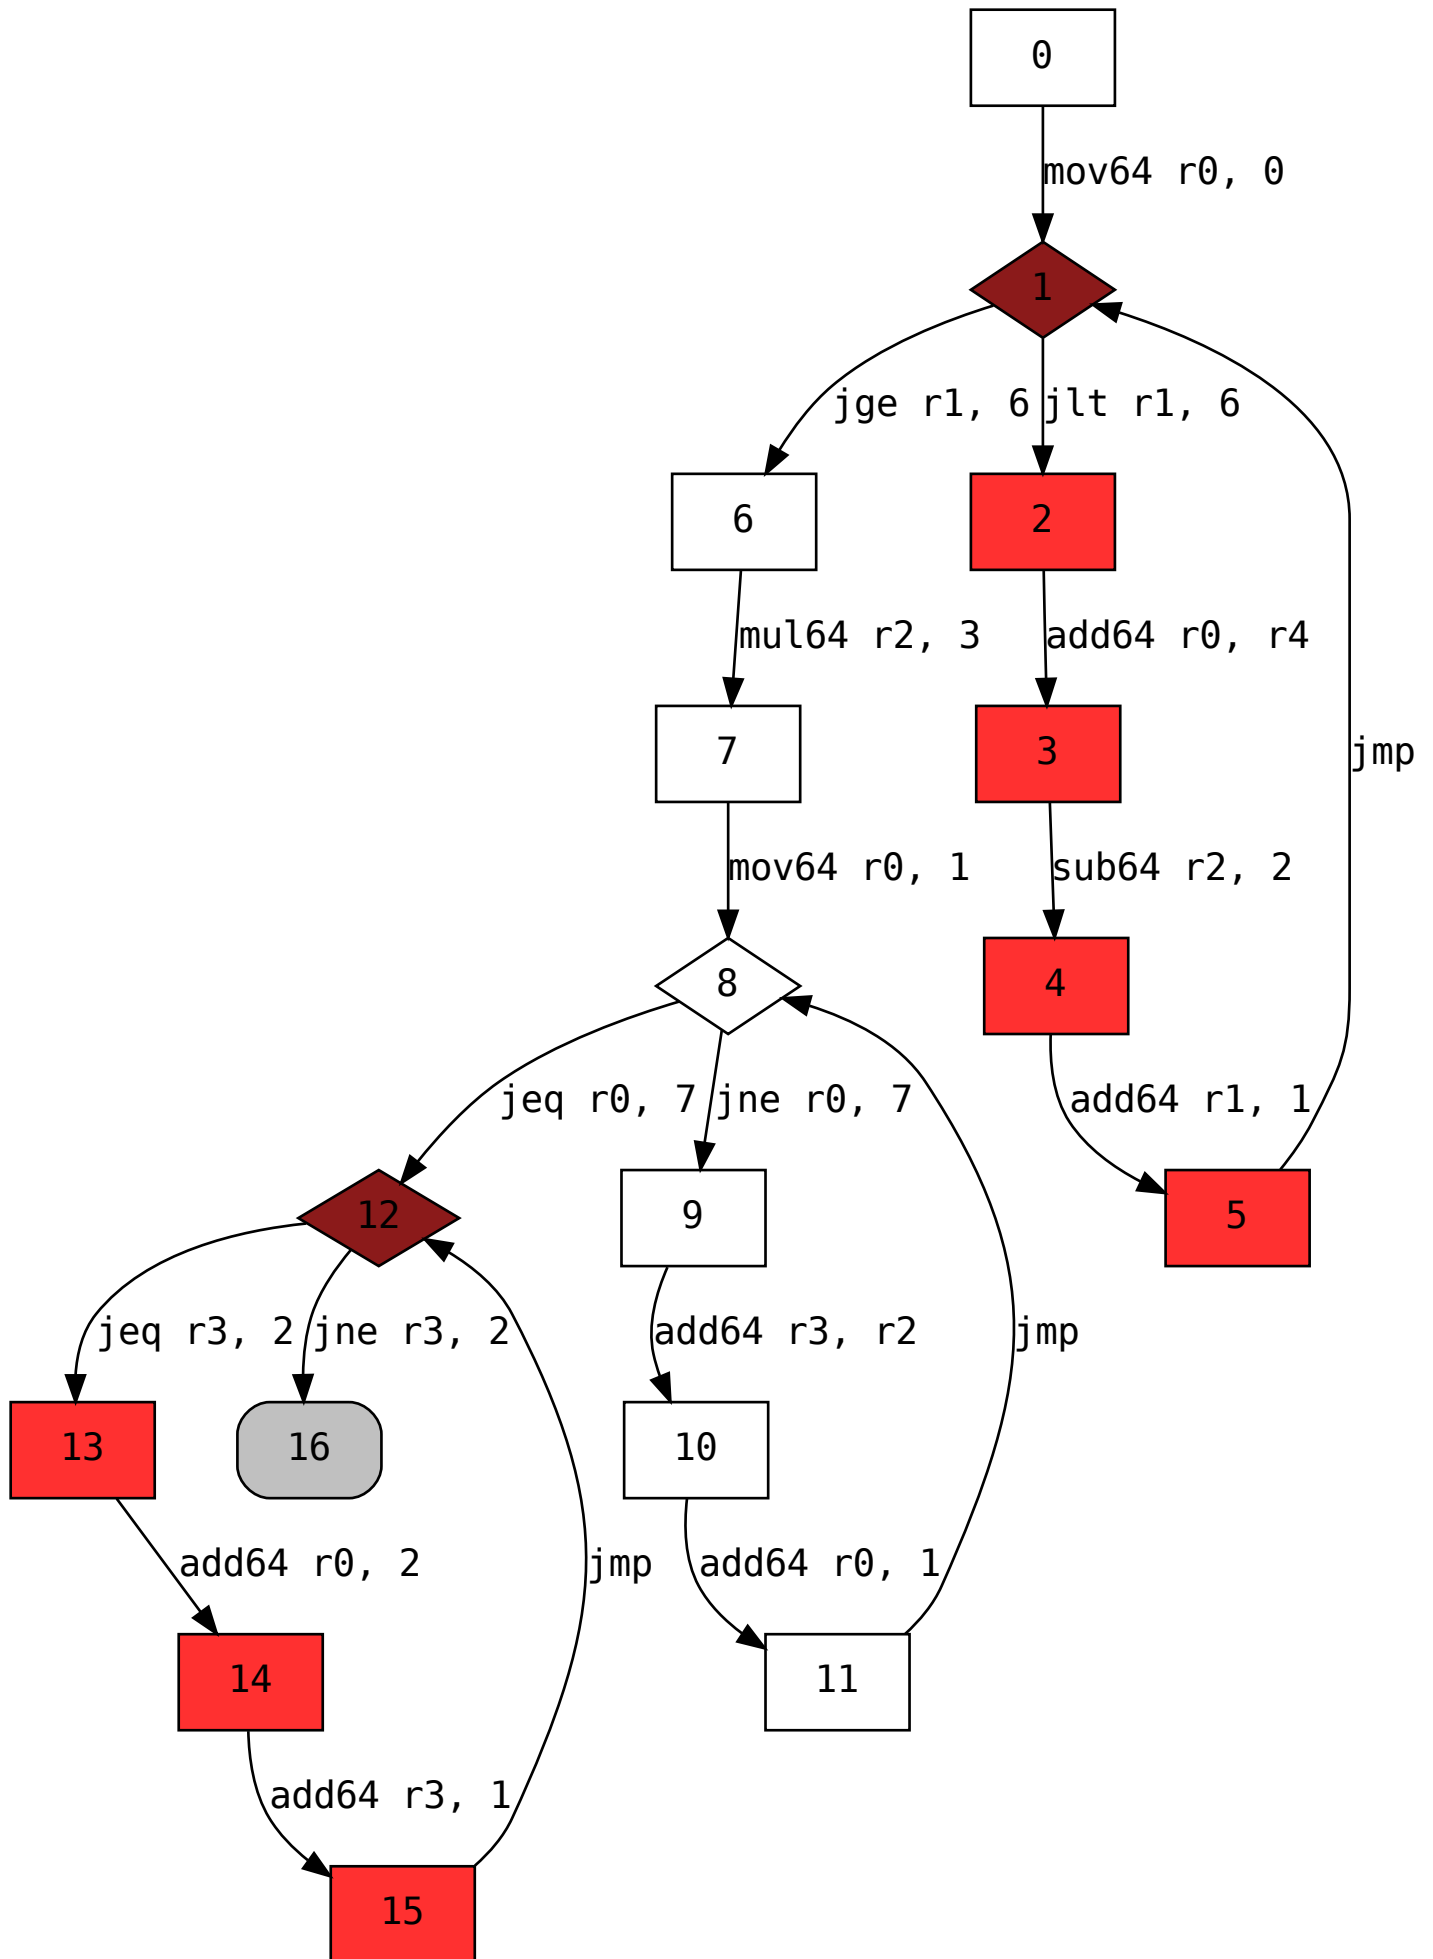 0
mov64 r0, 0
1
jge r1, 6
jlt r1, 6
6
2
mul64 r2, 3
add64 r0, r4
7
3
jmp
mov64 r0, 1
sub64 r2, 2
8
4
jeq r0, 7
jne r0, 7
add64 r1, 1
12
9
5
jeq r3, 2
jne r3, 2
add64 r3, r2
jmp
13
16
10
add64 r0, 2
jmp
add64 r0, 1
14
11
add64 r3, 1
15